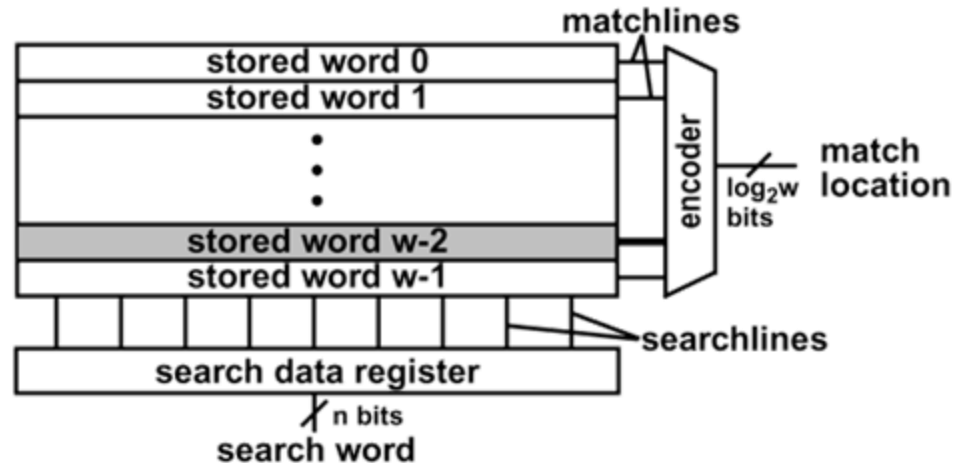 matchlines
stored word 0
stored word 1
encoder
match
location
log₂w
bits
stored word w-2
stored word w-1
searchlines
search data register
n bits
search word